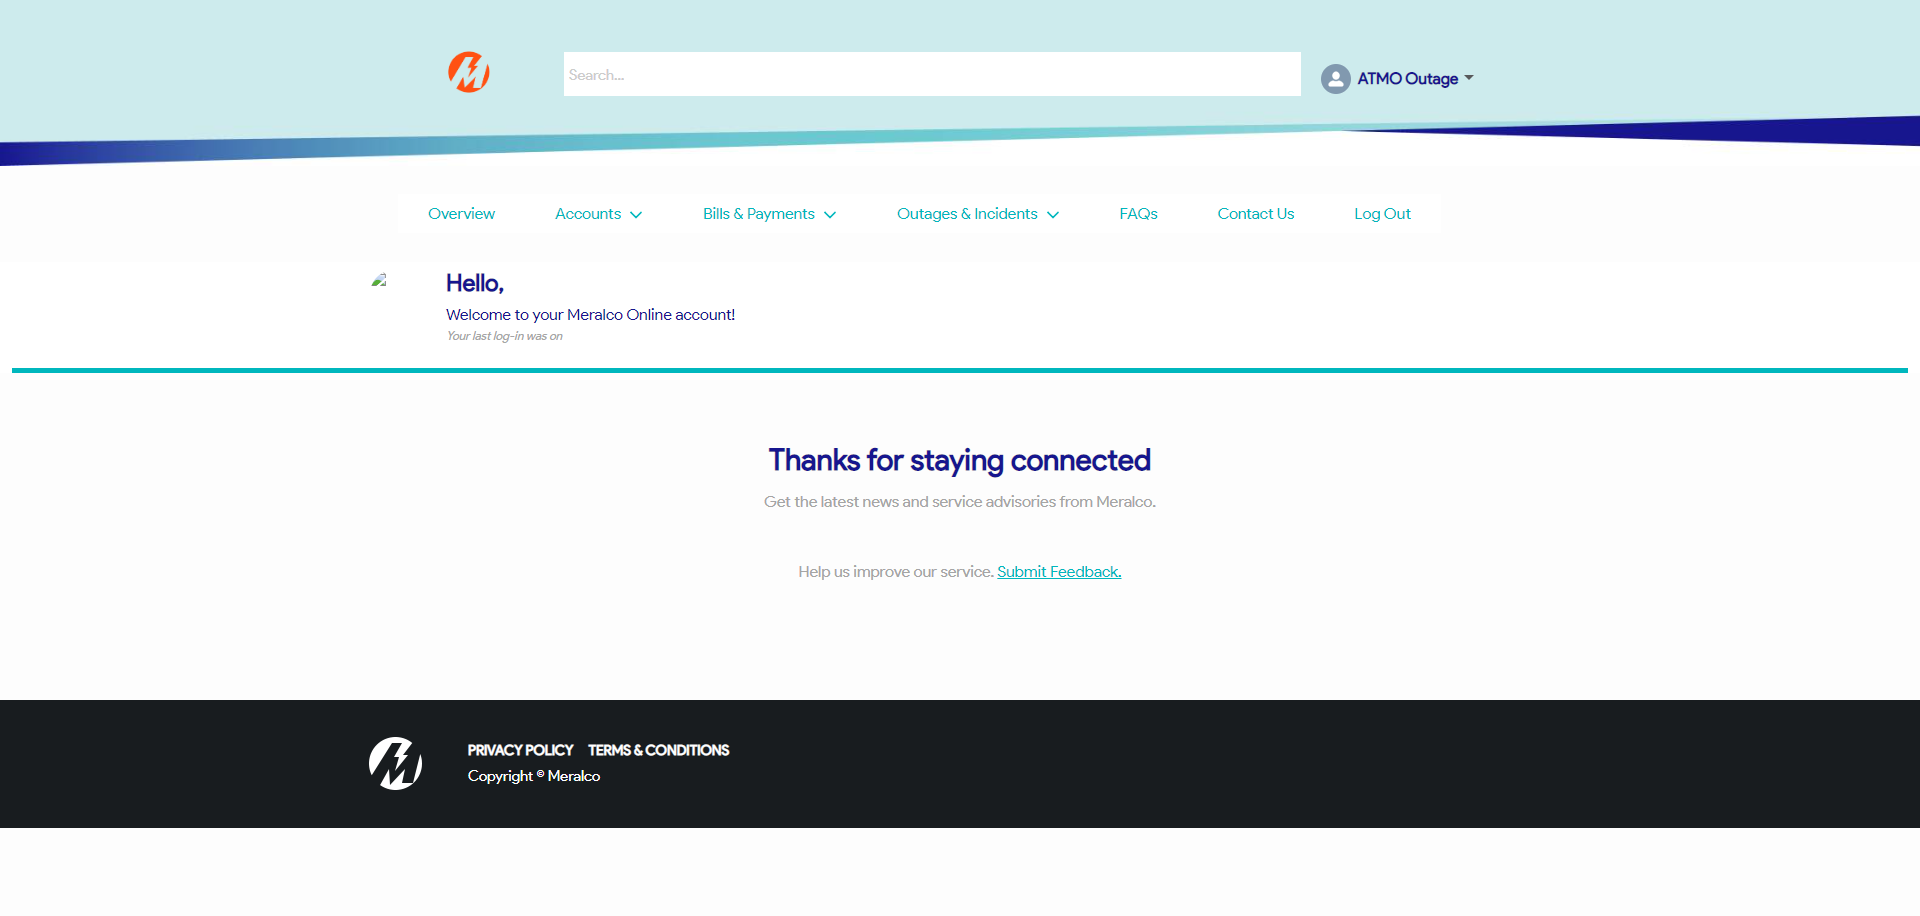 Search...
ATMO Outage
Overview Accounts Bills & Payments Outages & Incidents FAQs Contact Us Log Out
Hello,
Welcome to your Meralco Online account!
Your last log-in was on
Thanks for staying connected
Get the latest news and service advisories from Meralco.
Help us improve our service. Submit Feedback.
PRIVACY POLICY TERMS & CONDITIONS
Copyright © Meralco